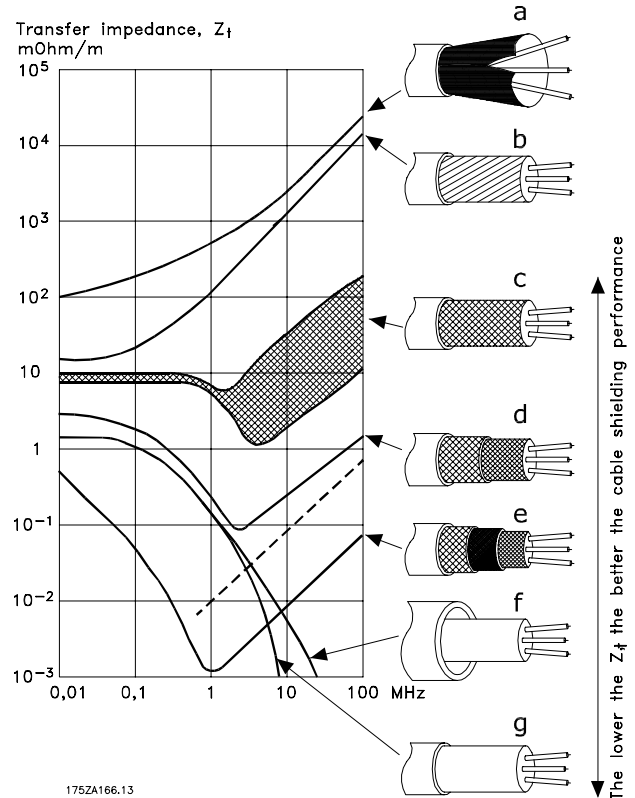 Transfer impedance, Zt
mOhm/m
10⁵
10⁴
10³
10²
10
1
10⁻¹
10⁻²
10⁻³
0,01 0,1 1 10 100 MHz
a
b
c
d
e
f
g
The lower the Zt the better the cable shielding performance
175ZA166.13